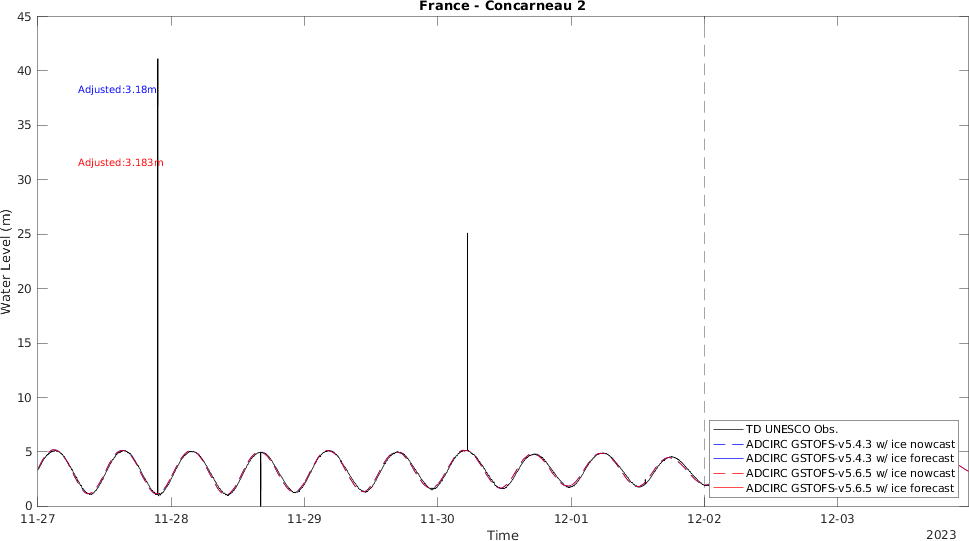 France - Concarneau 2
45
40
35
30
25
20
15
10
5
0
Water Level (m)
Adjusted:3.18m
Adjusted:3.183m
TD UNESCO Obs.
ADCIRC GSTOFS-v5.4.3 w/ ice nowcast
ADCIRC GSTOFS-v5.4.3 w/ ice forecast
ADCIRC GSTOFS-v5.6.5 w/ ice nowcast
ADCIRC GSTOFS-v5.6.5 w/ ice forecast
11-27 11-28 11-29 11-30 12-01 12-02 12-03
Time
2023